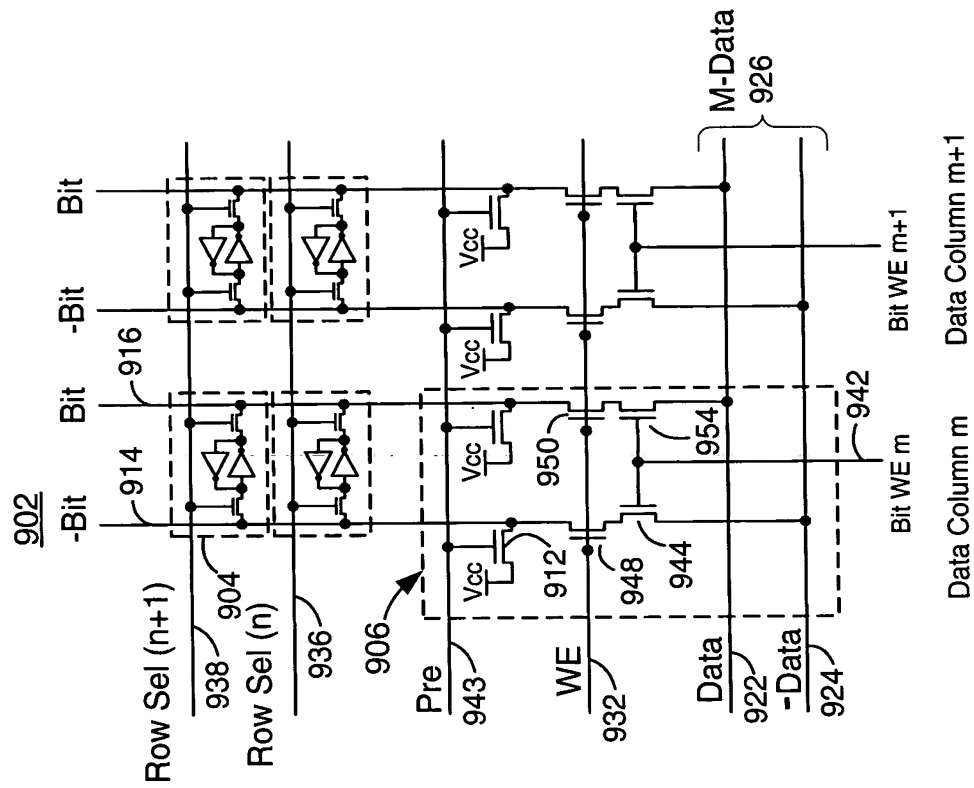 902
914
916
-Bit
Bit
-Bit
Bit
Row Sel (n+1)
938
904
Row Sel (n)
936
906
Pre
943
Vcc
Vcc
Vcc
Vcc
912
WE
932
948
950
944
954
Data
922
-Data
924
M-Data
926
942
Bit WE m
Bit WE m+1
Data Column m
Data Column m+1